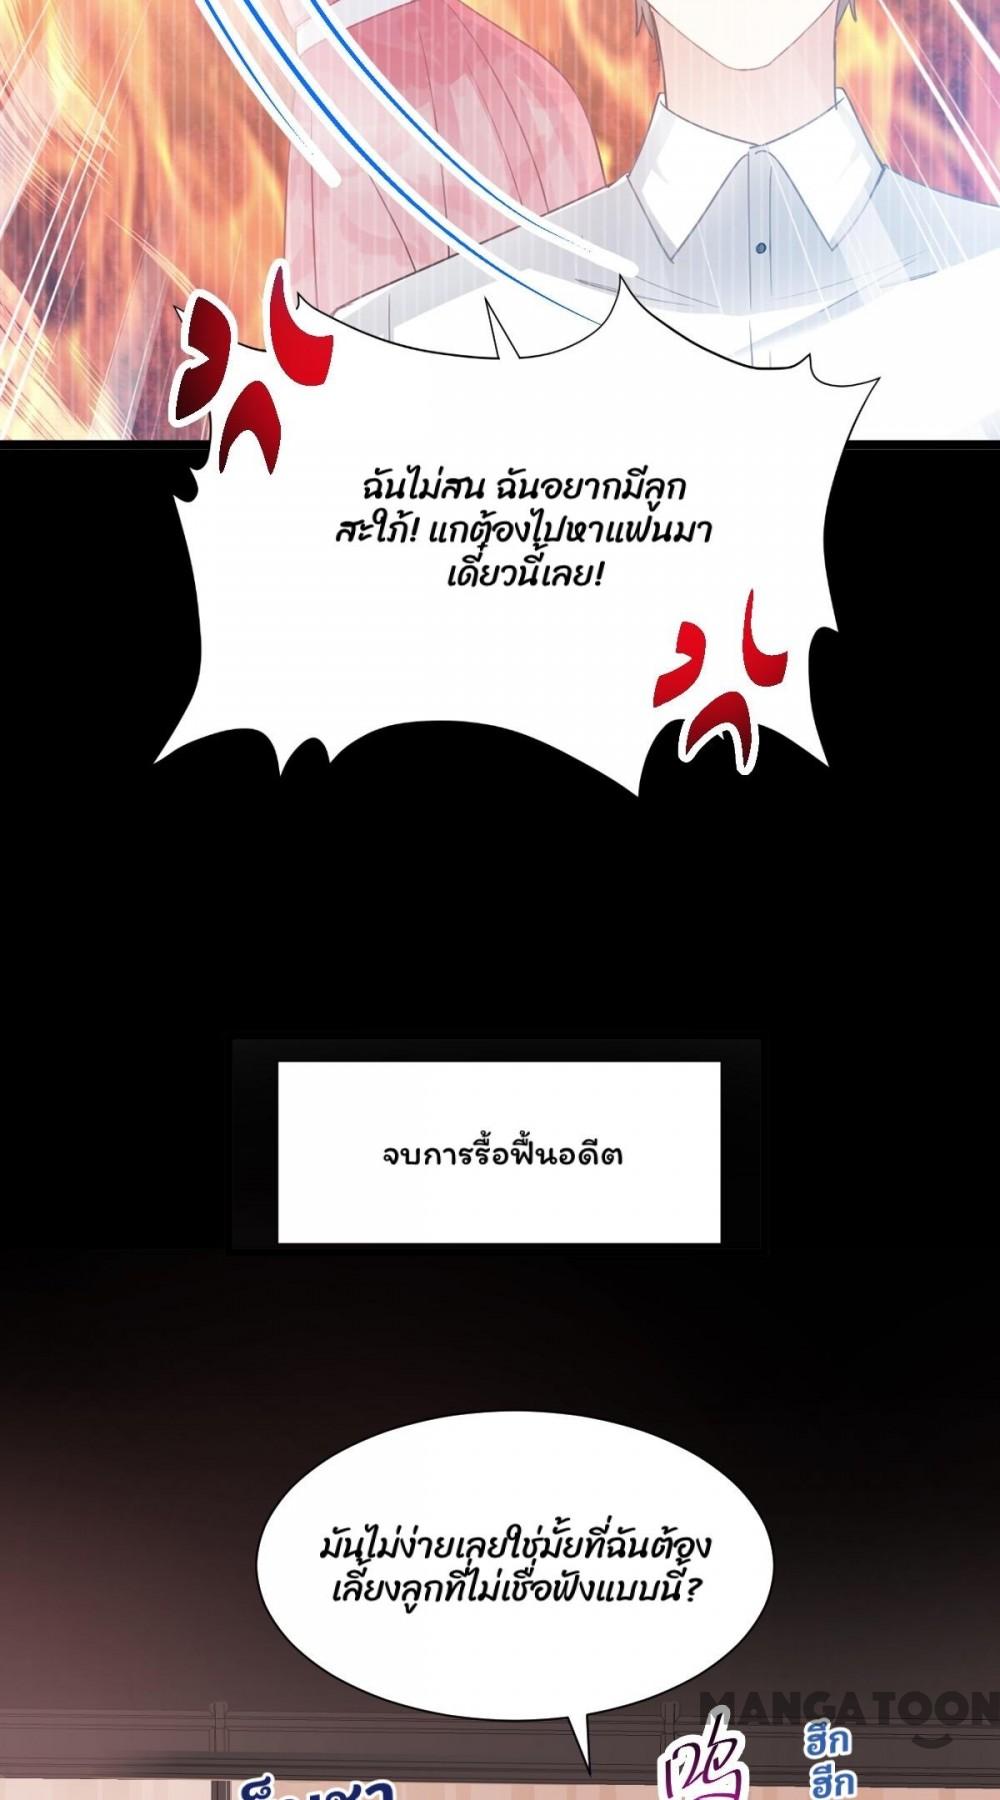 ฉันไม่สน ฉันอยากมีลูก
สะใภ้! แกต้องไปหาแฟนมา
เดี๋ยวนี้เลย!
จบการรื้อฟื้นอดีต
มันไม่ง่ายเลยใช่มั้ยที่ฉันต้อง
เลี้ยงลูกที่ไม่เชื่อฟังแบบนี้?
MANGATOON
呜
ฮึก
ฮึก